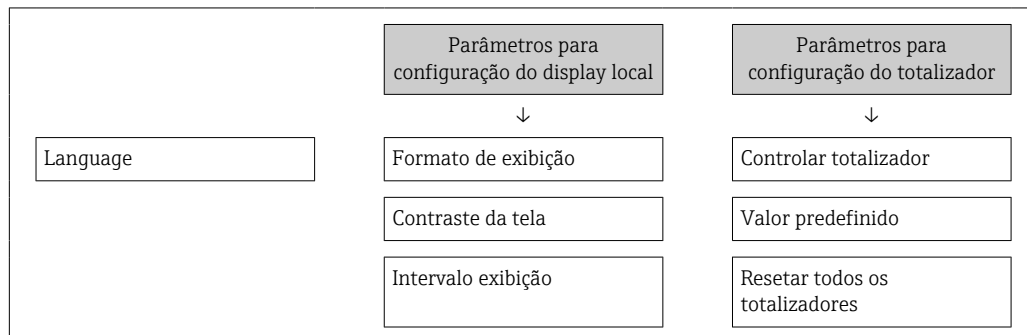 Parâmetros para
configuração do display local
Parâmetros para
configuração do totalizador
↓
↓
Language
Formato de exibição
Controlar totalizador
Contraste da tela
Valor predefinido
Intervalo exibição
Resetar todos os
totalizadores